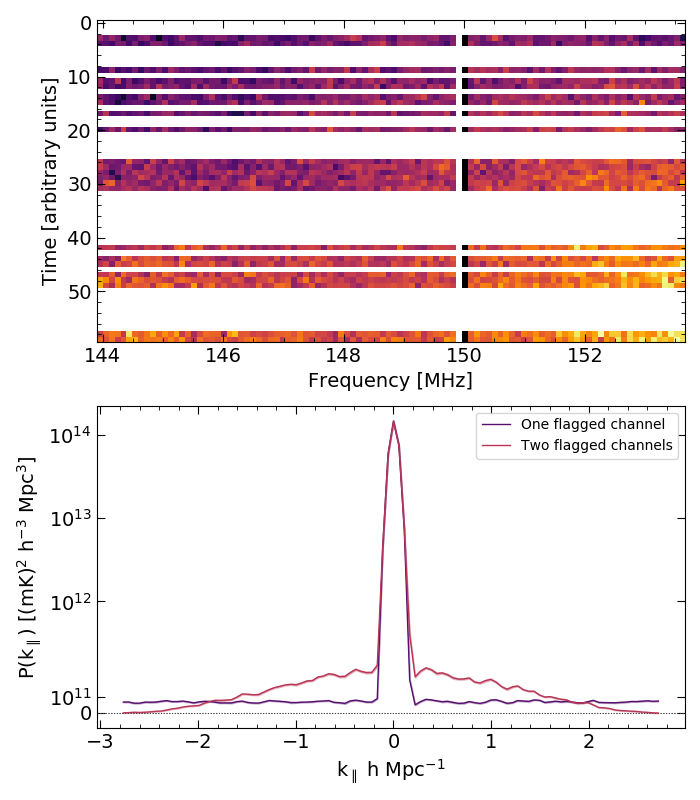 0
10
20
30
40
50
Time [arbitrary units]
144 146 148 150 152
Frequency [MHz]
One flagged channel
Two flagged channels
10¹⁴
10¹³
10¹²
10¹¹
0
P(k∥) [(mK)² h⁻³ Mpc³]
−3 −2 −1 0 1 2
k∥ h Mpc⁻¹